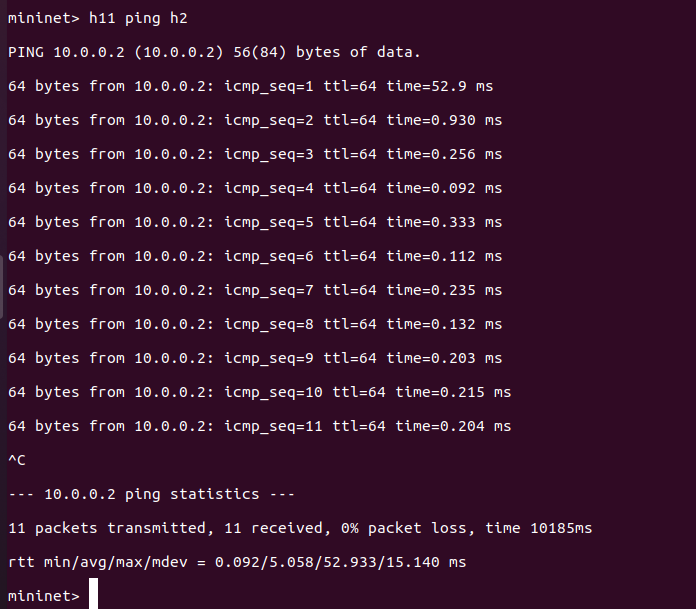 mininet> h11 ping h2
PING 10.0.0.2 (10.0.0.2) 56(84) bytes of data.
64 bytes from 10.0.0.2: icmp_seq=1 ttl=64 time=52.9 ms
64 bytes from 10.0.0.2: icmp_seq=2 ttl=64 time=0.930 ms
64 bytes from 10.0.0.2: icmp_seq=3 ttl=64 time=0.256 ms
64 bytes from 10.0.0.2: icmp_seq=4 ttl=64 time=0.092 ms
64 bytes from 10.0.0.2: icmp_seq=5 ttl=64 time=0.333 ms
64 bytes from 10.0.0.2: icmp_seq=6 ttl=64 time=0.112 ms
64 bytes from 10.0.0.2: icmp_seq=7 ttl=64 time=0.235 ms
64 bytes from 10.0.0.2: icmp_seq=8 ttl=64 time=0.132 ms
64 bytes from 10.0.0.2: icmp_seq=9 ttl=64 time=0.203 ms
64 bytes from 10.0.0.2: icmp_seq=10 ttl=64 time=0.215 ms
64 bytes from 10.0.0.2: icmp_seq=11 ttl=64 time=0.204 ms
^C
--- 10.0.0.2 ping statistics ---
11 packets transmitted, 11 received, 0% packet loss, time 10185ms
rtt min/avg/max/mdev = 0.092/5.058/52.933/15.140 ms
mininet>